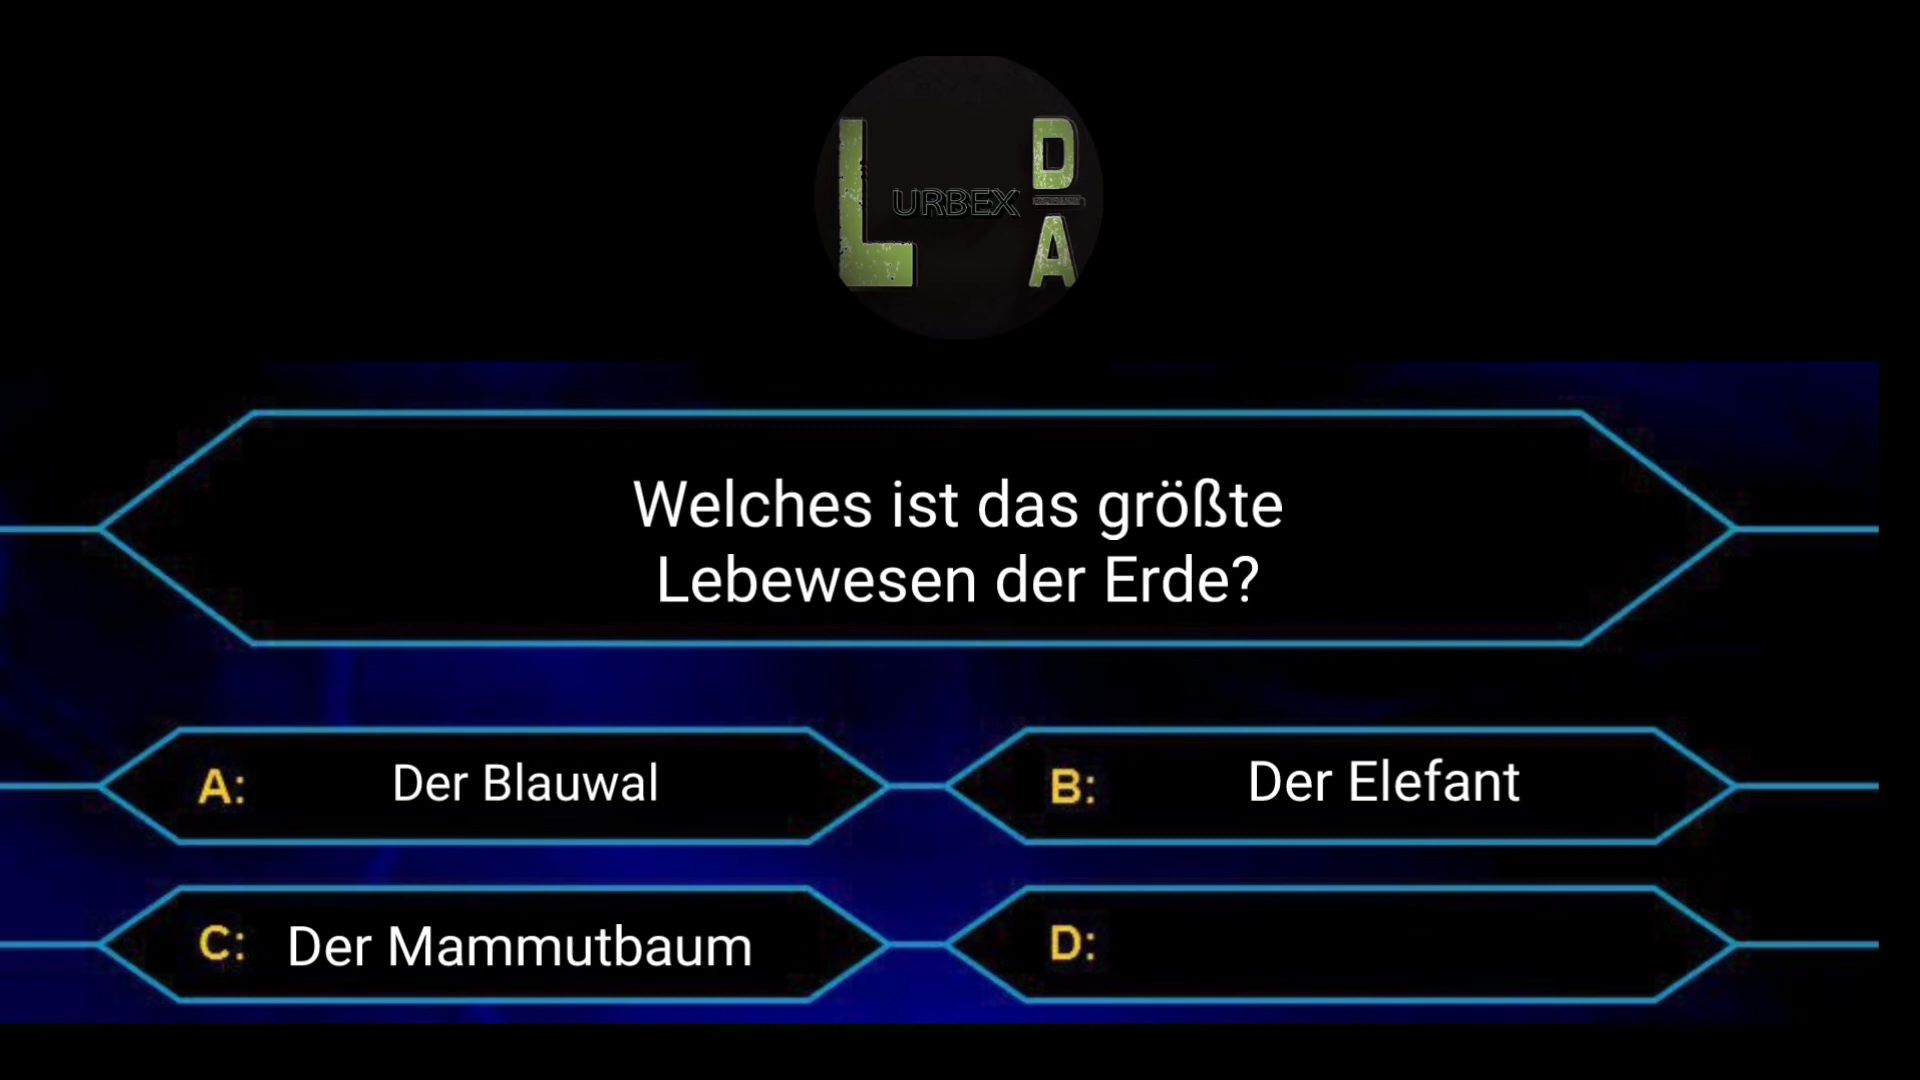 L URBEX D
A
Welches ist das größte
Lebewesen der Erde?
A: Der Blauwal
B: Der Elefant
C: Der Mammutbaum
D: